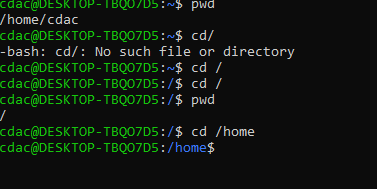 cdac@DESKTOP-TBQO7D5:~$ pwd
/home/cdac
cdac@DESKTOP-TBQO7D5:~$ cd/
-bash: cd/: No such file or directory
cdac@DESKTOP-TBQO7D5:~$ cd /
cdac@DESKTOP-TBQO7D5:/$ cd /
cdac@DESKTOP-TBQO7D5:/$ pwd
/
cdac@DESKTOP-TBQO7D5:/$ cd /home
cdac@DESKTOP-TBQO7D5:/home$